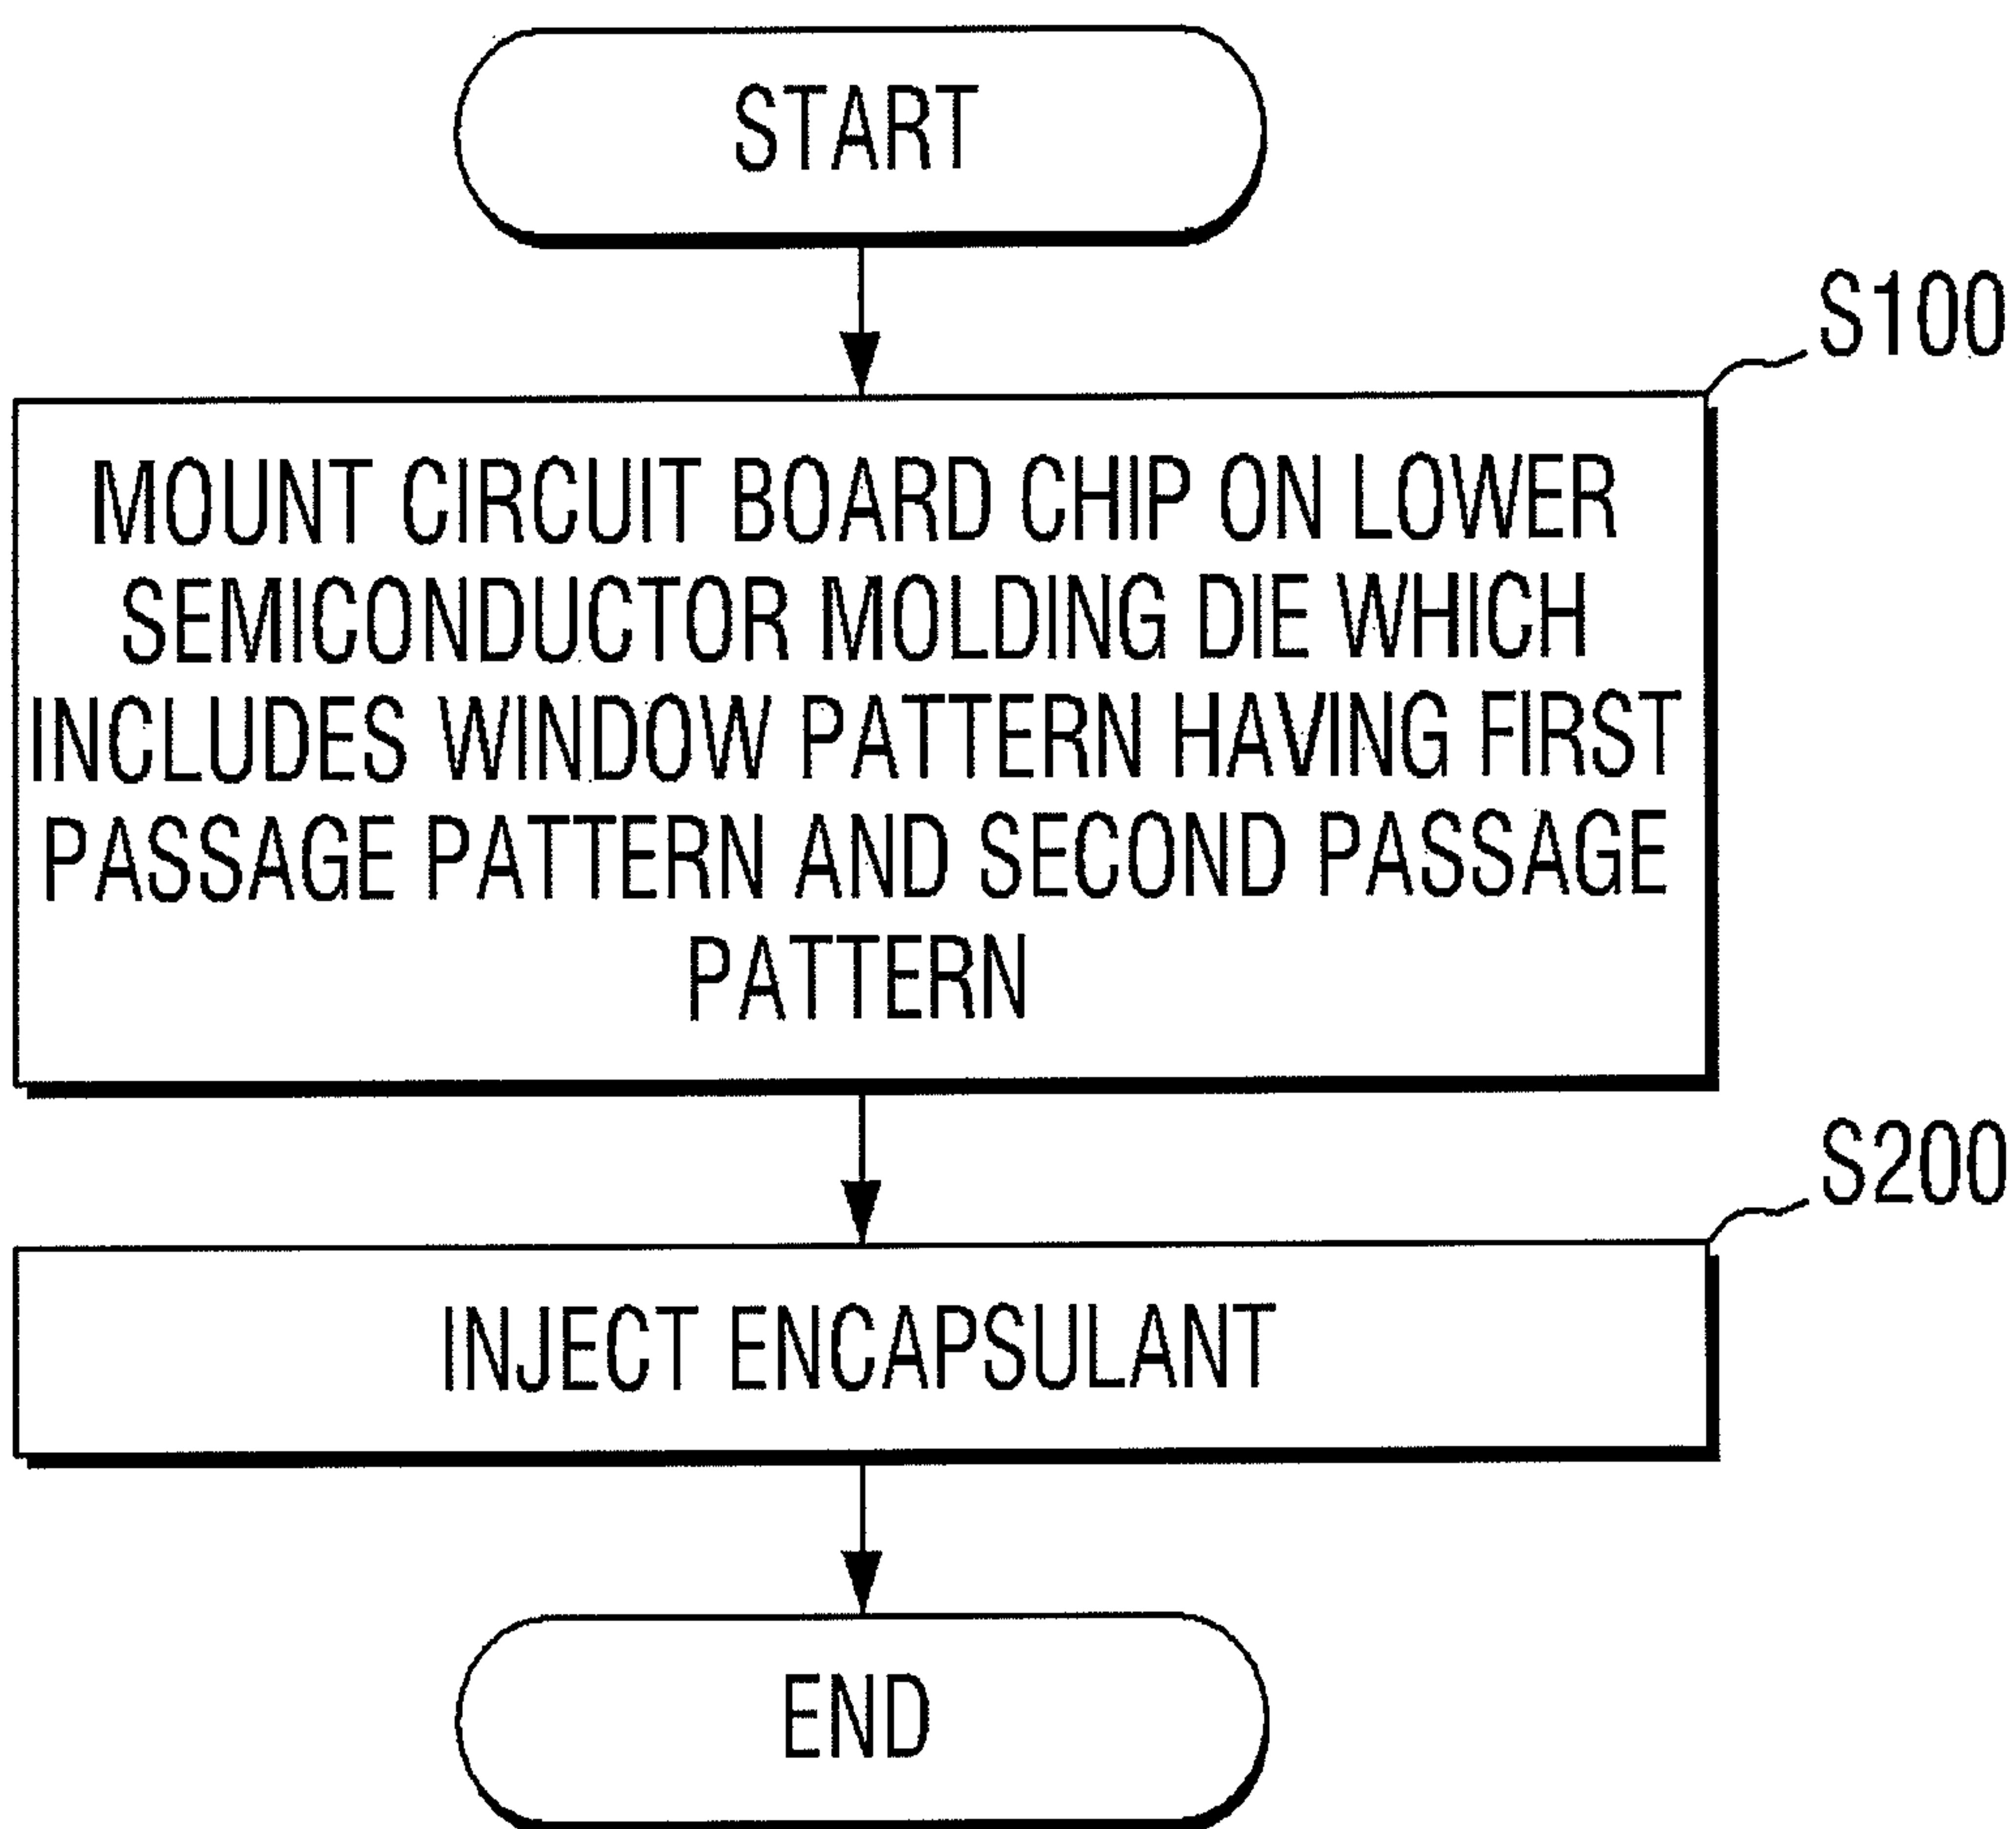 START
S100
MOUNT CIRCUIT BOARD CHIP ON LOWER
SEMICONDUCTOR MOLDING DIE WHICH
INCLUDES WINDOW PATTERN HAVING FIRST
PASSAGE PATTERN AND SECOND PASSAGE
PATTERN
S200
INJECT ENCAPSULANT
END